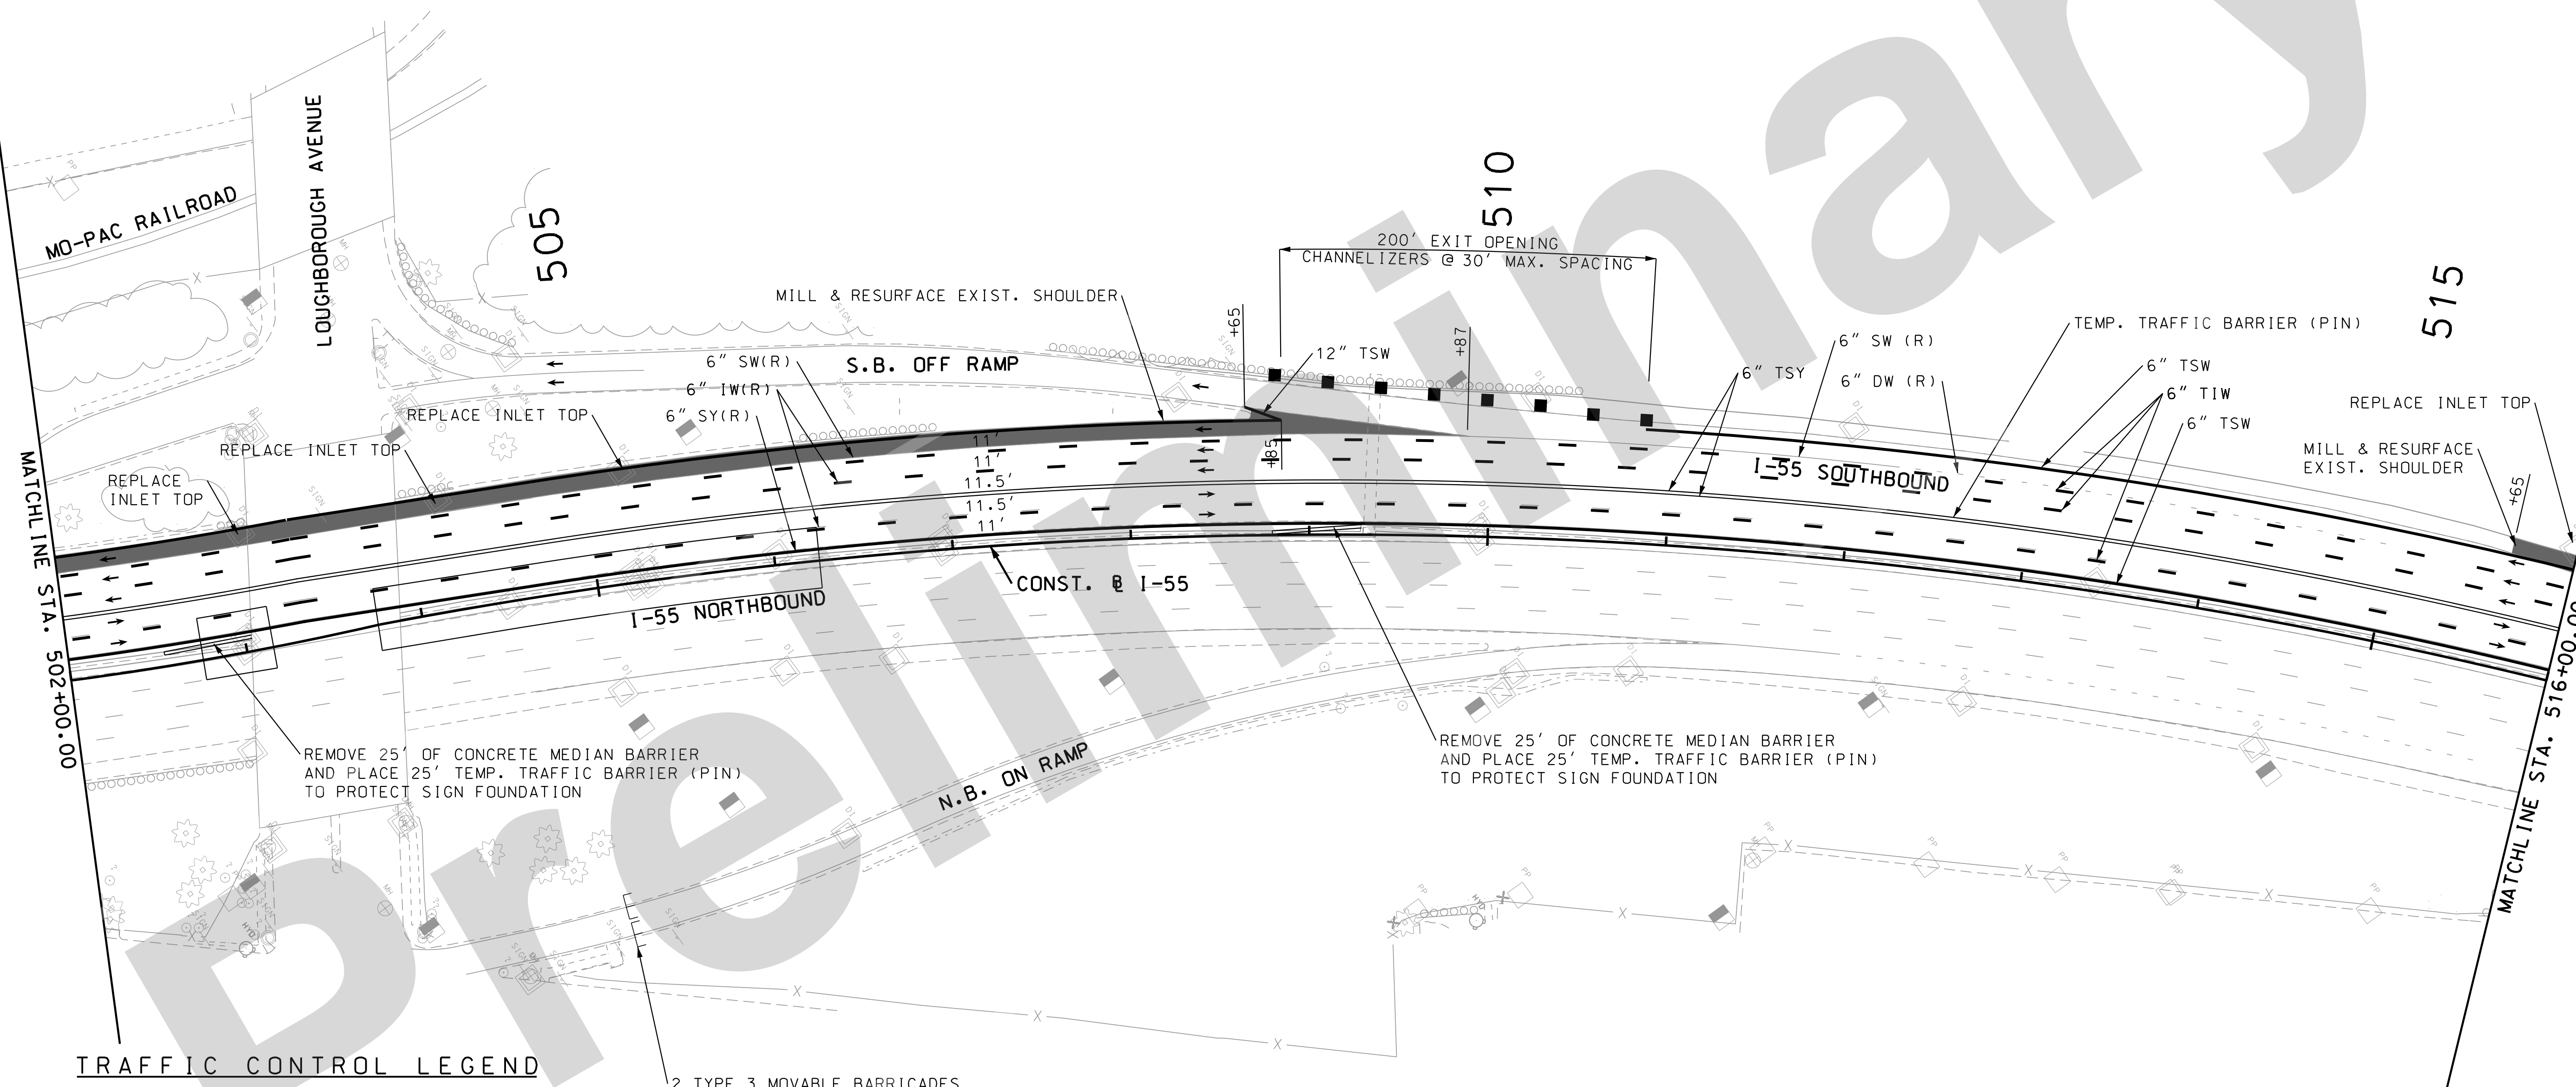 Preliminary
MO-PAC RAILROAD
LOUGHBOROUGH AVENUE
505
510
515
200' EXIT OPENING
CHANNELIZERS @ 30' MAX. SPACING
MILL & RESURFACE EXIST. SHOULDER
+65
+87
12" TSW
6" SW(R)
S.B. OFF RAMP
6" IW(R)
6" SY(R)
REPLACE INLET TOP
REPLACE INLET TOP
REPLACE
INLET TOP
6" TSY
6" SW (R)
6" DW (R)
TEMP. TRAFFIC BARRIER (PIN)
6" TSW
6" TIW
6" TSW
REPLACE INLET TOP
MILL & RESURFACE
EXIST. SHOULDER
+65
11'
11'
11.5'
11.5'
11'
+85
I-55 SOUTHBOUND
MATCHLINE STA. 502+00.00
I-55 NORTHBOUND
CONST. ⅊ I-55
MATCHLINE STA. 516+00.00
REMOVE 25' OF CONCRETE MEDIAN BARRIER
AND PLACE 25' TEMP. TRAFFIC BARRIER (PIN)
TO PROTECT SIGN FOUNDATION
REMOVE 25' OF CONCRETE MEDIAN BARRIER
AND PLACE 25' TEMP. TRAFFIC BARRIER (PIN)
TO PROTECT SIGN FOUNDATION
N.B. ON RAMP
TRAFFIC CONTROL LEGEND
2 TYPE 3 MOVABLE BARRICADES